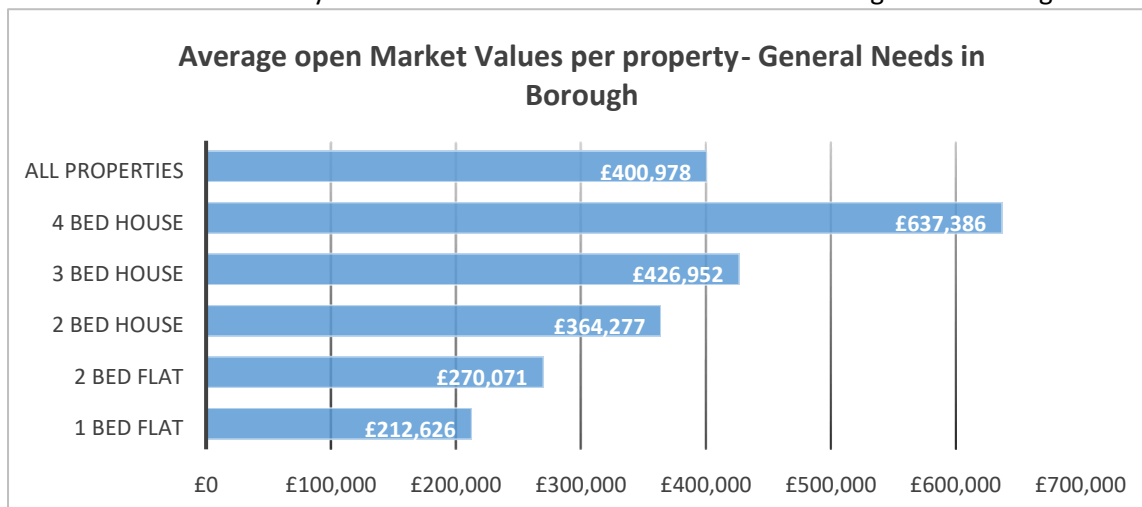 Average open Market Values per property- General Needs in
Borough
ALL PROPERTIES £400,978
4 BED HOUSE £637,386
3 BED HOUSE £426,952
2 BED HOUSE £364,277
2 BED FLAT £270,071
1 BED FLAT £212,626
£0 £100,000 £200,000 £300,000 £400,000 £500,000 £600,000 £700,000